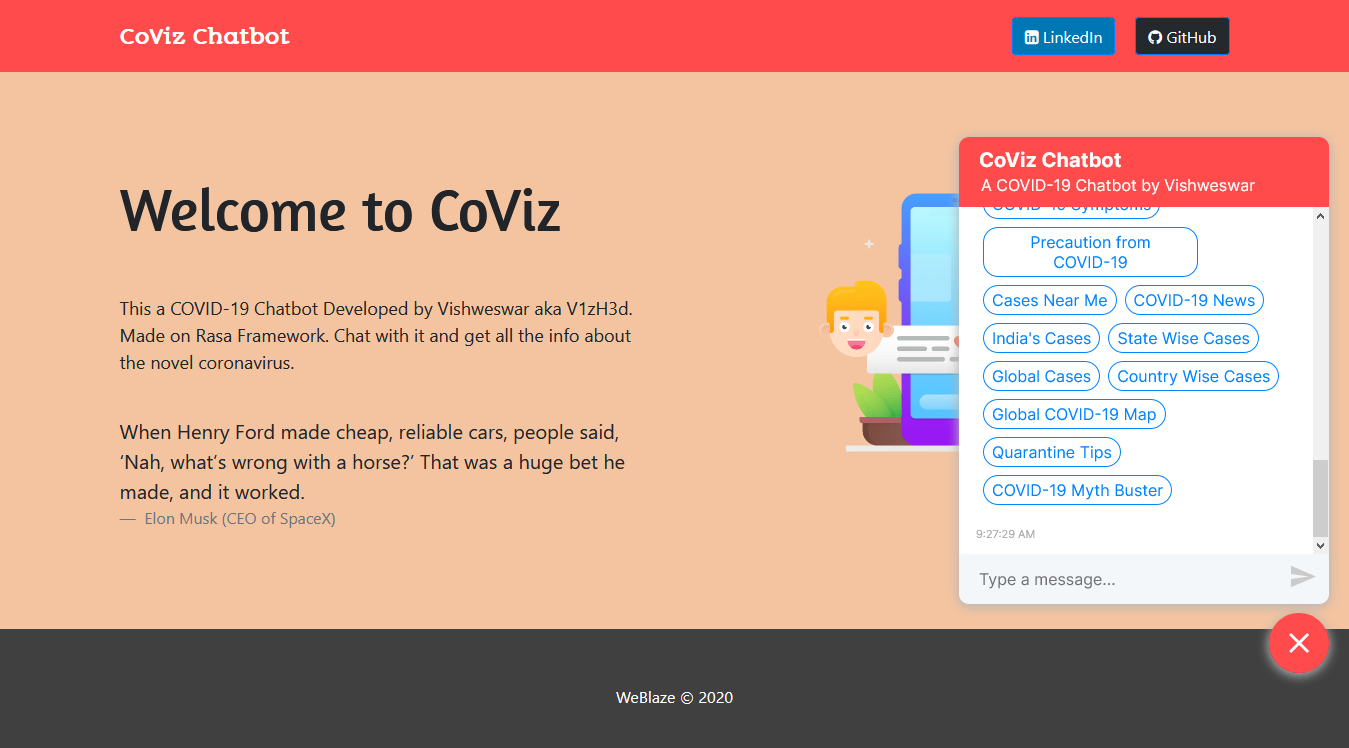 CoViz Chatbot
LinkedIn
GitHub
Welcome to CoViz
This a COVID-19 Chatbot Developed by Vishweswar aka V1zH3d.
Made on Rasa Framework. Chat with it and get all the info about
the novel coronavirus.
When Henry Ford made cheap, reliable cars, people said,
‘Nah, what’s wrong with a horse?’ That was a huge bet he
made, and it worked.
— Elon Musk (CEO of SpaceX)
CoViz Chatbot
A COVID-19 Chatbot by Vishweswar
COVID-19 Symptoms
Precaution from
COVID-19
Cases Near Me
COVID-19 News
India's Cases
State Wise Cases
Global Cases
Country Wise Cases
Global COVID-19 Map
Quarantine Tips
COVID-19 Myth Buster
9:27:29 AM
Type a message...
WeBlaze © 2020